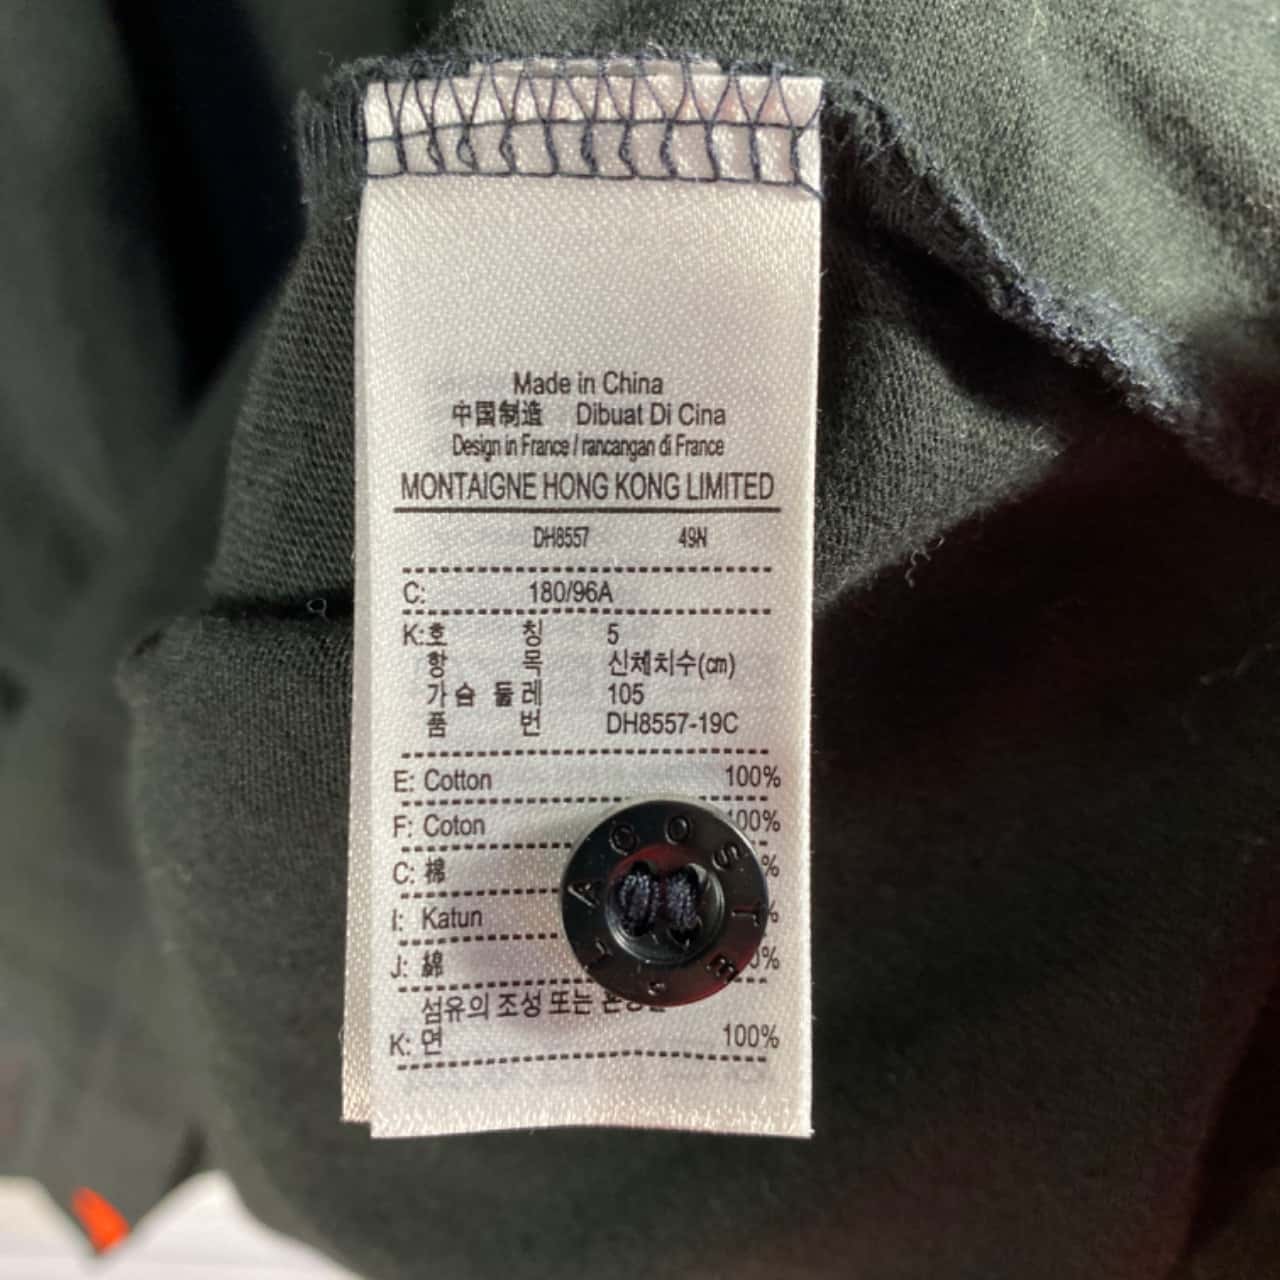 Made in China
中国制造 Dibuat Di Cina
Design in France / rancangan di France
MONTAIGNE HONG KONG LIMITED
DH8557 49N
C: 180/96A
K:호 칭 5
항 목 신체치수(㎝)
가슴 둘레 105
품 번 DH8557-19C
E: Cotton 100%
F: Coton 100%
C: 棉 %
I: Katun %
J: 綿 0%
섬유의 조성 또는
K: 면 100%
LACOSTE